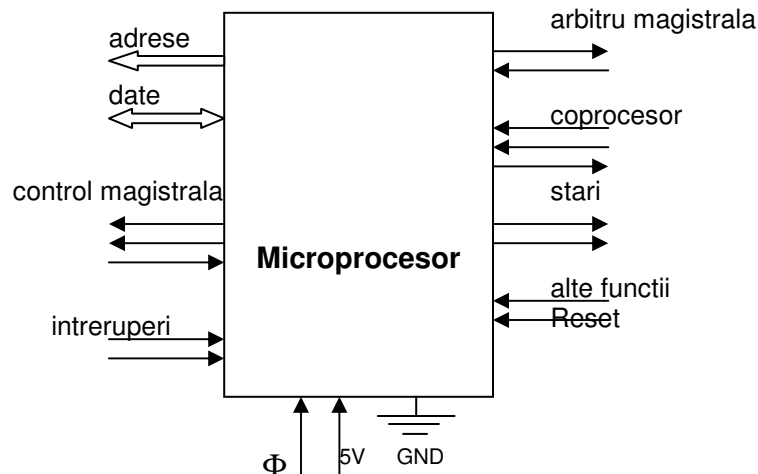 adrese
arbitru magistrala
date
coprocesor
control magistrala
stari
Microprocesor
alte functii
intreruperi
Reset
Φ
5V
GND